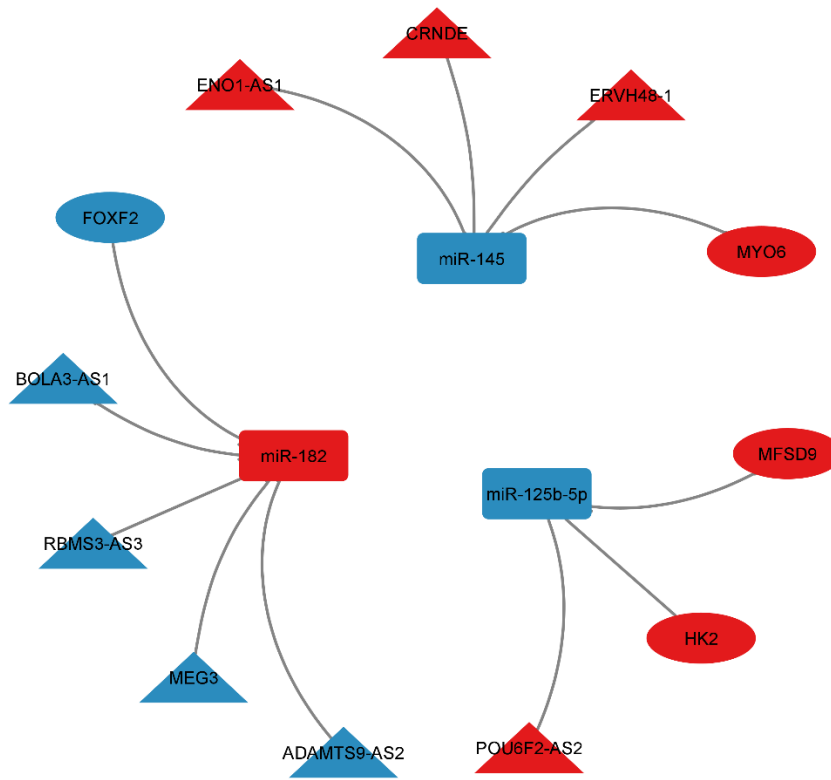 CRNDE
ENO1-AS1
ERVH48-1
FOXF2
MYO6
miR-145
BOLA3-AS1
miR-182
MFSD9
miR-125b-5p
RBMS3-AS3
HK2
MEG3
ADAMTS9-AS2
POU6F2-AS2